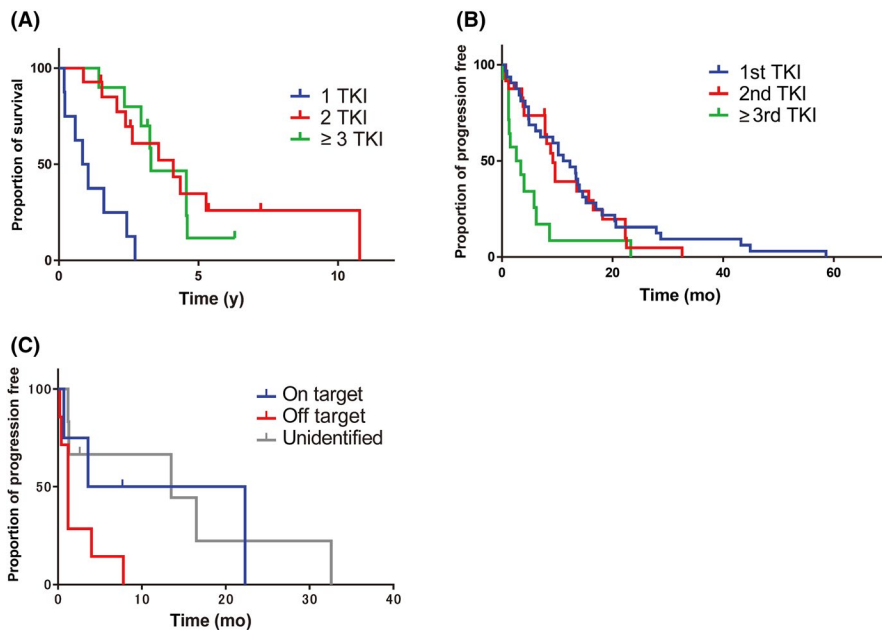 (A)
Proportion of survival
100
50
0
0 5 10
Time (y)
1 TKI
2 TKI
≥ 3 TKI
(B)
Proportion of progression free
100
50
0
0 20 40 60
Time (mo)
1st TKI
2nd TKI
≥ 3rd TKI
(C)
Proportion of progression free
100
50
0
0 10 20 30 40
Time (mo)
On target
Off target
Unidentified